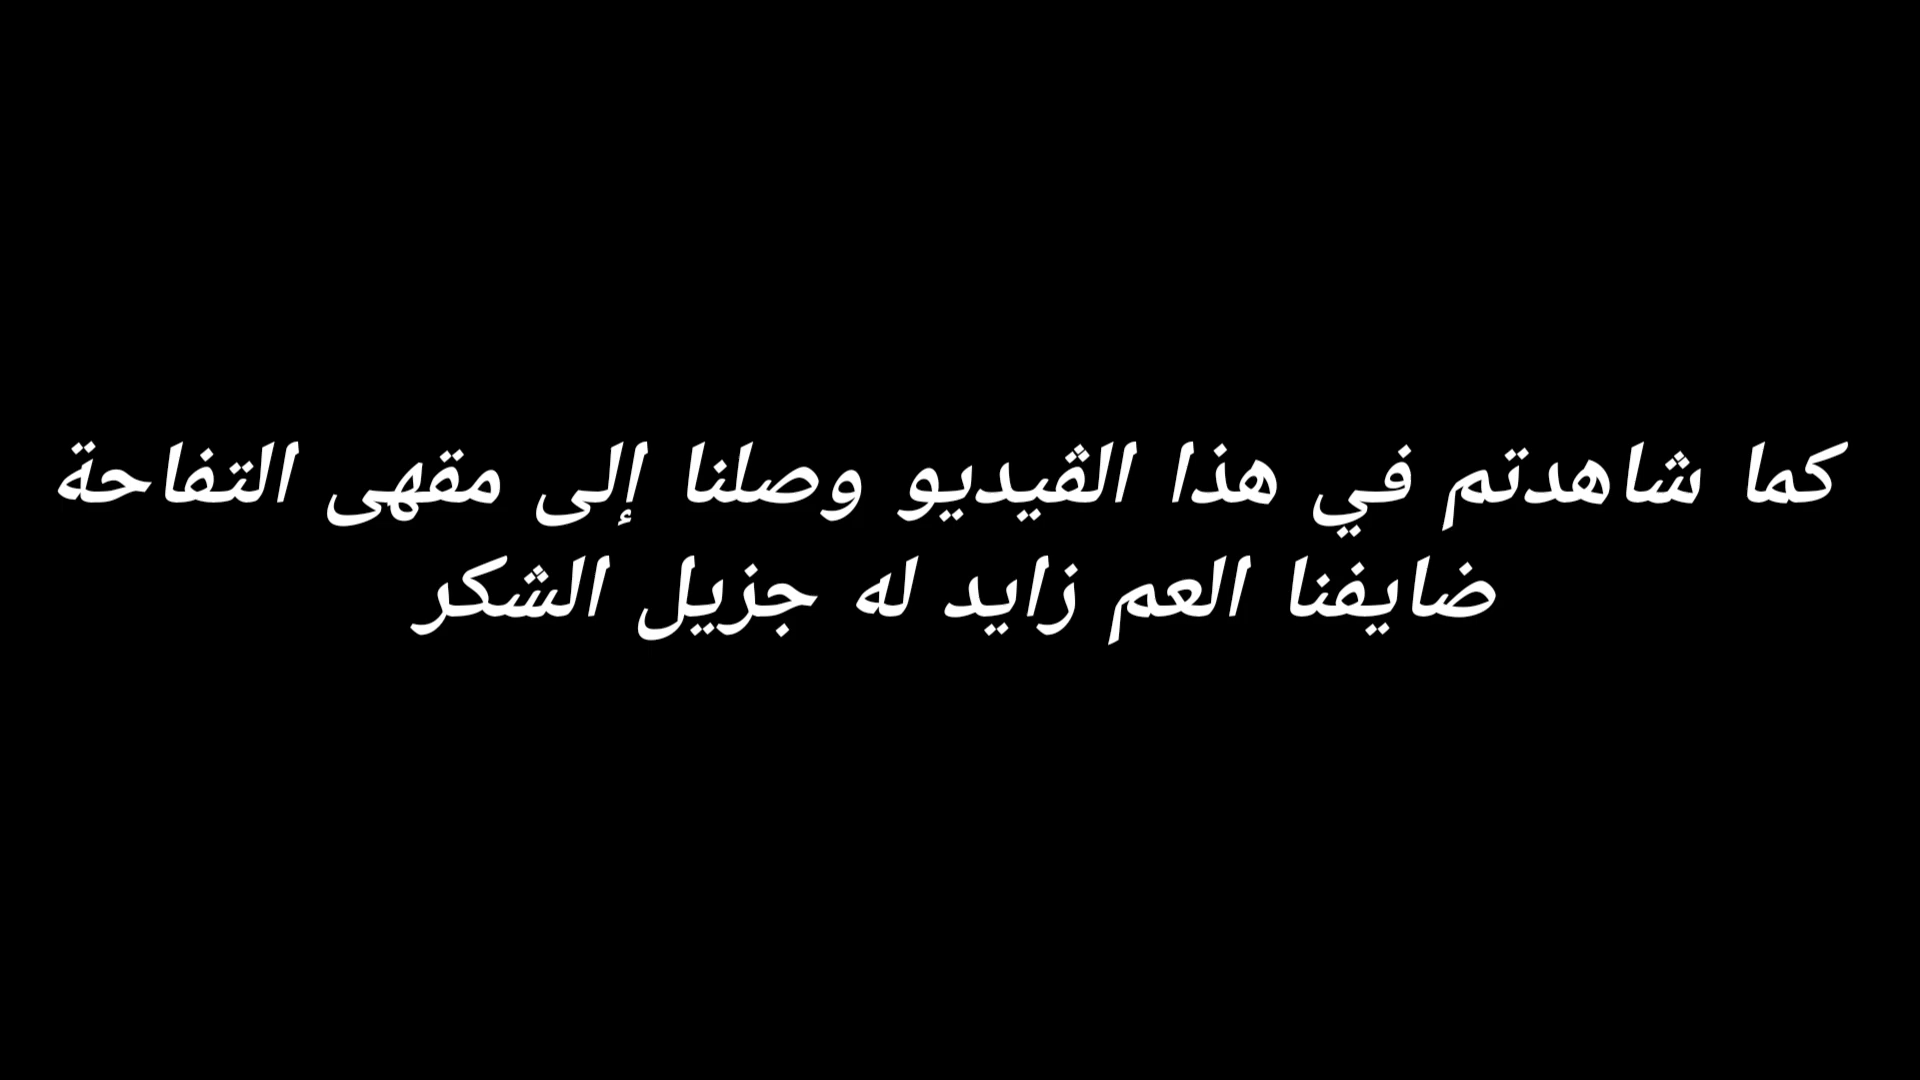 كما شاهدتم في هذا الڤيديو وصلنا إلى مقهى التفاحة
ضايفنا العم زايد له جزيل الشكر